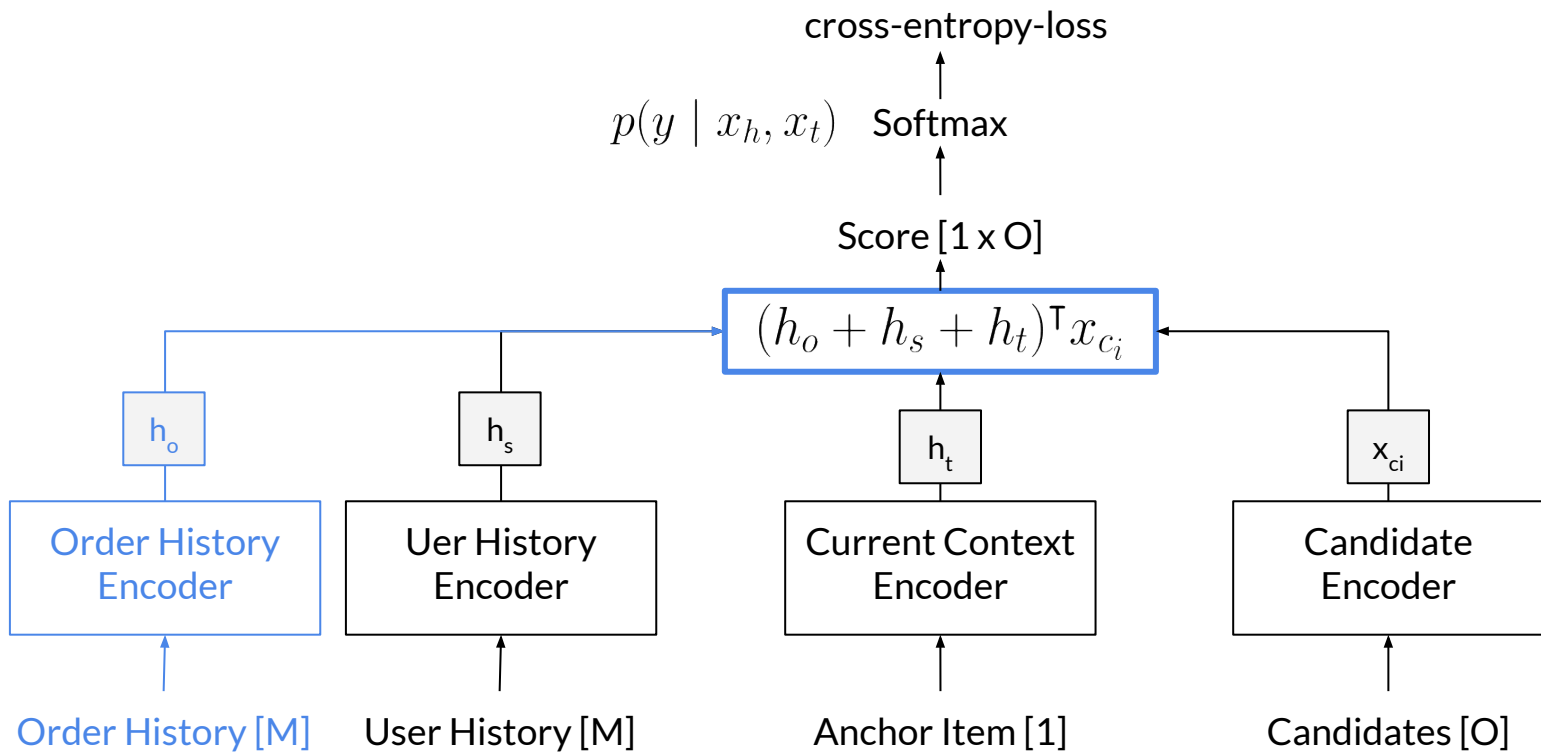 cross-entropy-loss
p(y | x_h, x_t) Softmax
Score [1 x O]
(h_o + h_s + h_t)^⊤ x_{c_i}
h_o
h_s
h_t
x_ci
Order History
Encoder
Uer History
Encoder
Current Context
Encoder
Candidate
Encoder
Order History [M]
User History [M]
Anchor Item [1]
Candidates [O]